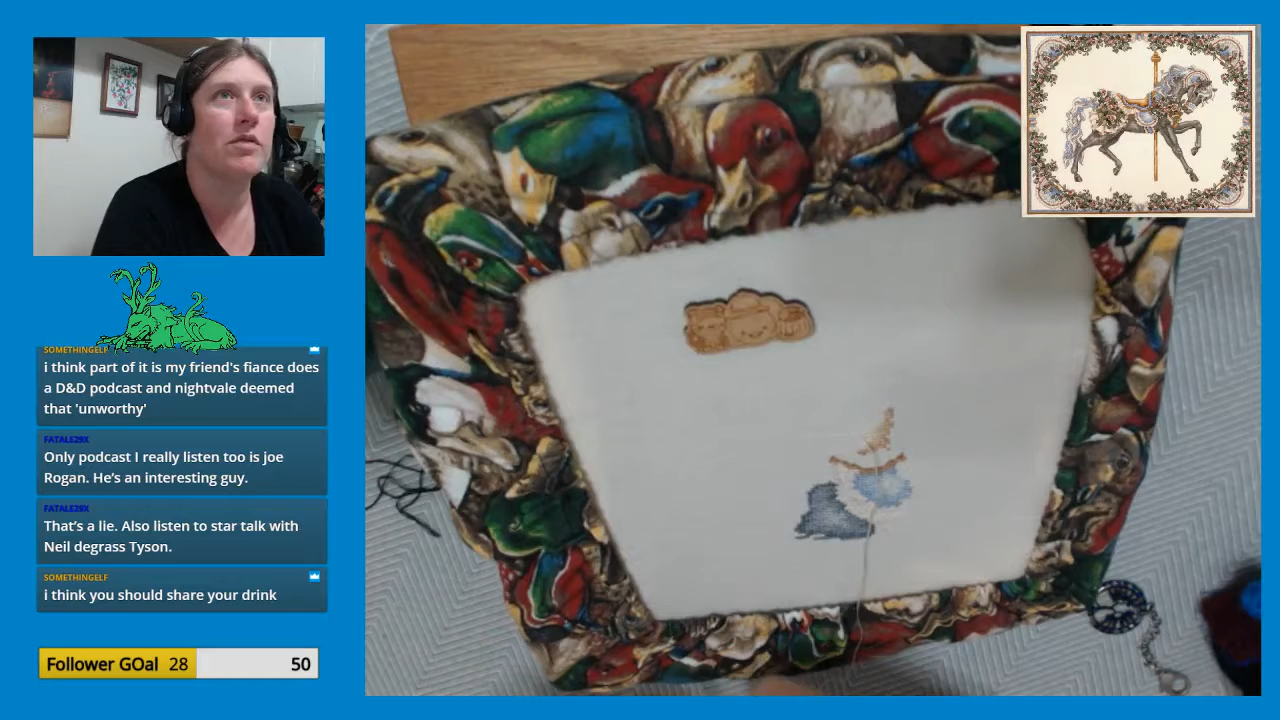 SOMETHINGELF
i think part of it is my friend's fiance does
a D&D podcast and nightvale deemed
that 'unworthy'
FATALE29X
Only podcast I really listen too is joe
Rogan. He's an interesting guy.
FATALE29X
That's a lie. Also listen to star talk with
Neil degrass Tyson.
SOMETHINGELF
i think you should share your drink
Follower GOal 28 50